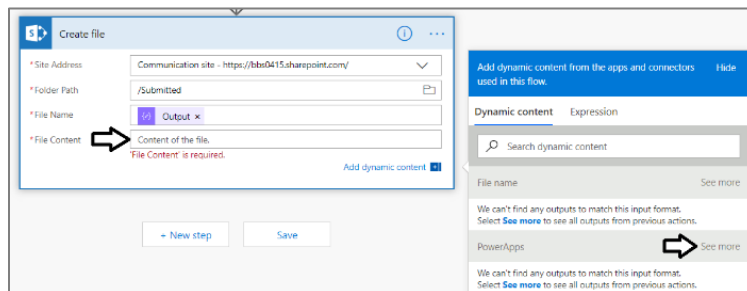 Create file
*Site Address
Communication site - https://bbs0415.sharepoint.com/
*Folder Path
/Submitted
*File Name
Output ×
*File Content
Content of the file.
'File Content' is required.
Add dynamic content
+ New step
Save
Add dynamic content from the apps and connectors
used in this flow.
Hide
Dynamic content
Expression
Search dynamic content
File name
See more
We can't find any outputs to match this input format.
Select See more to see all outputs from previous actions.
PowerApps
See more
We can't find any outputs to match this input format.
Select See more to see all outputs from previous actions.